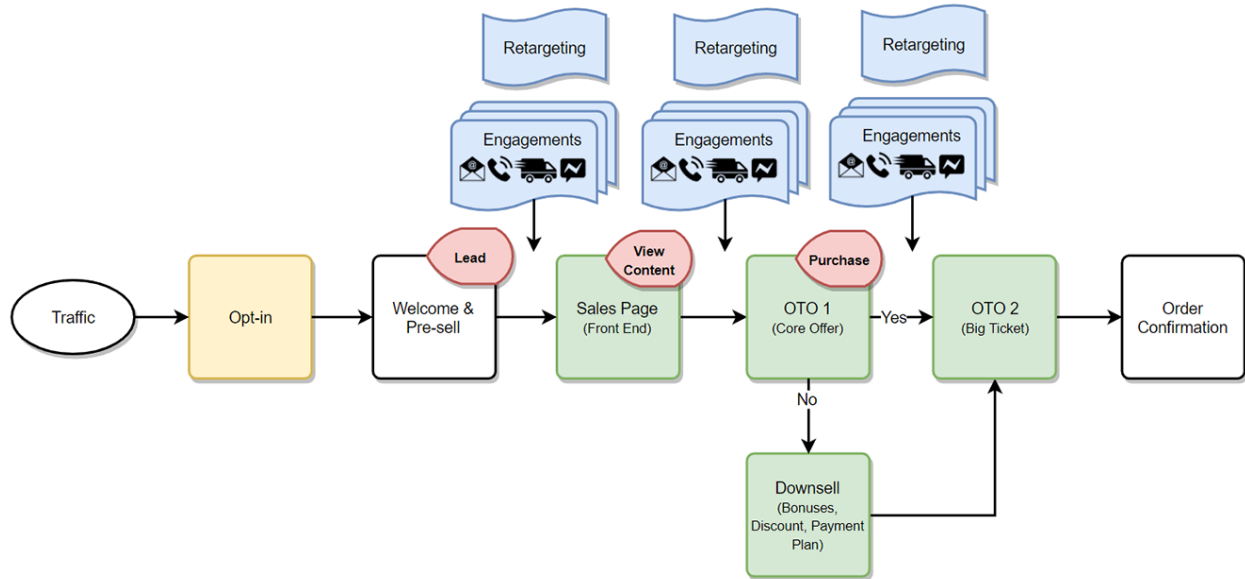 Retargeting
Retargeting
Retargeting
Engagements
Engagements
Engagements
Lead
View
Content
Purchase
Traffic
Opt-in
Welcome &
Pre-sell
Sales Page
(Front End)
OTO 1
(Core Offer)
Yes
OTO 2
(Big Ticket)
Order
Confirmation
No
Downsell
(Bonuses,
Discount, Payment
Plan)